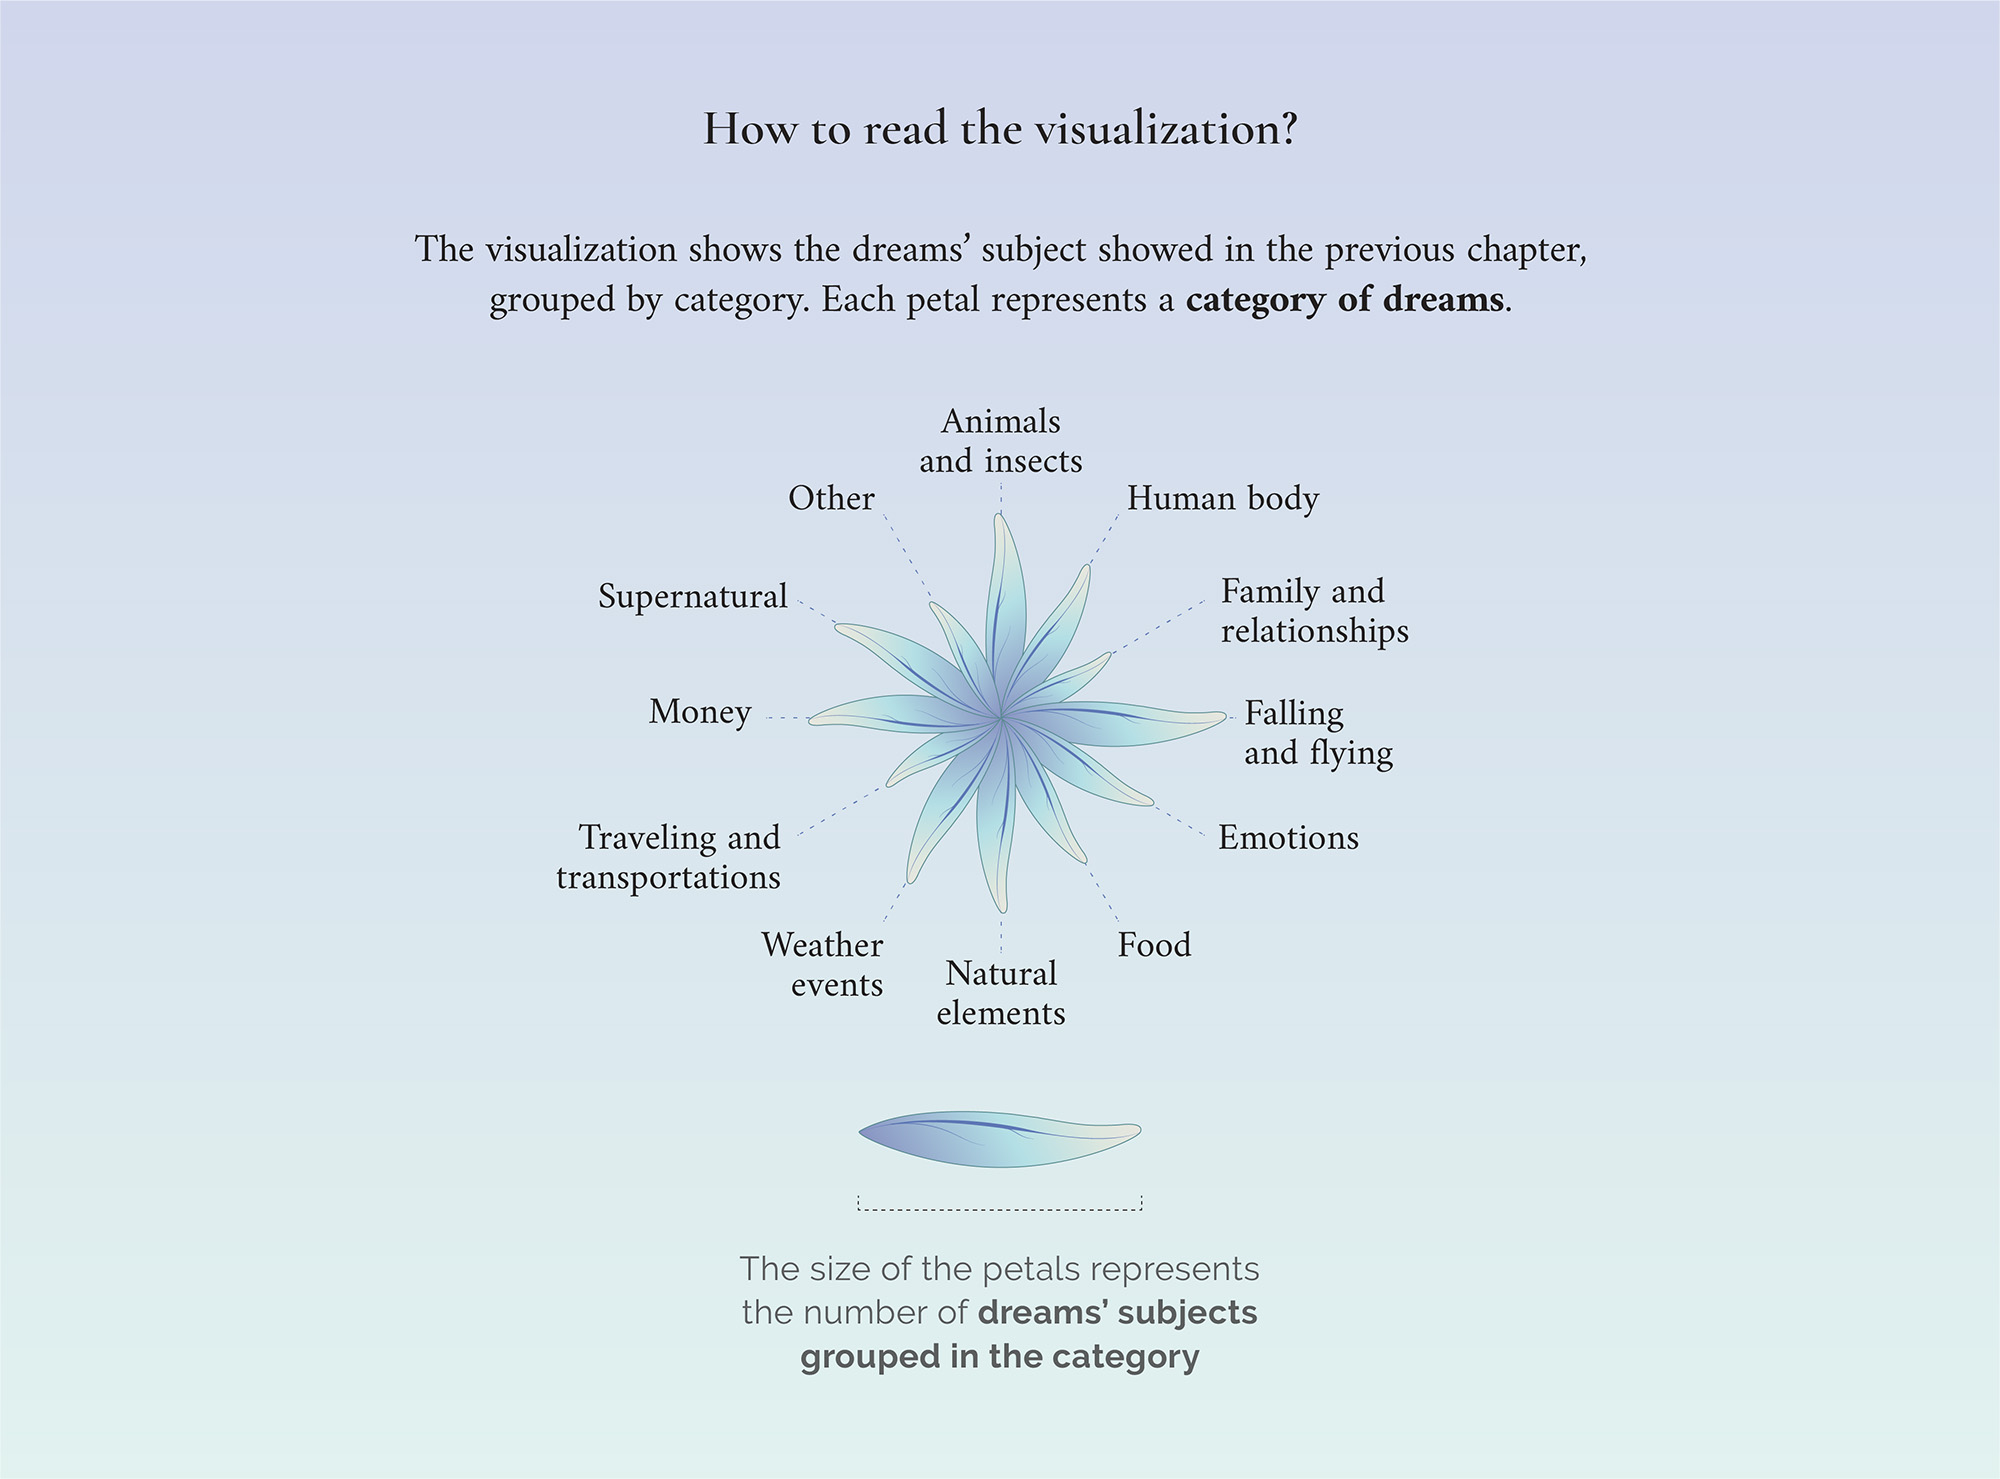 How to read the visualization?
The visualization shows the dreams’ subject showed in the previous chapter,
grouped by category. Each petal represents a category of dreams.
Animals
and insects
Human body
Family and
relationships
Falling
and flying
Emotions
Food
Natural
elements
Weather
events
Traveling and
transportations
Money
Supernatural
Other
The size of the petals represents
the number of dreams’ subjects
grouped in the category